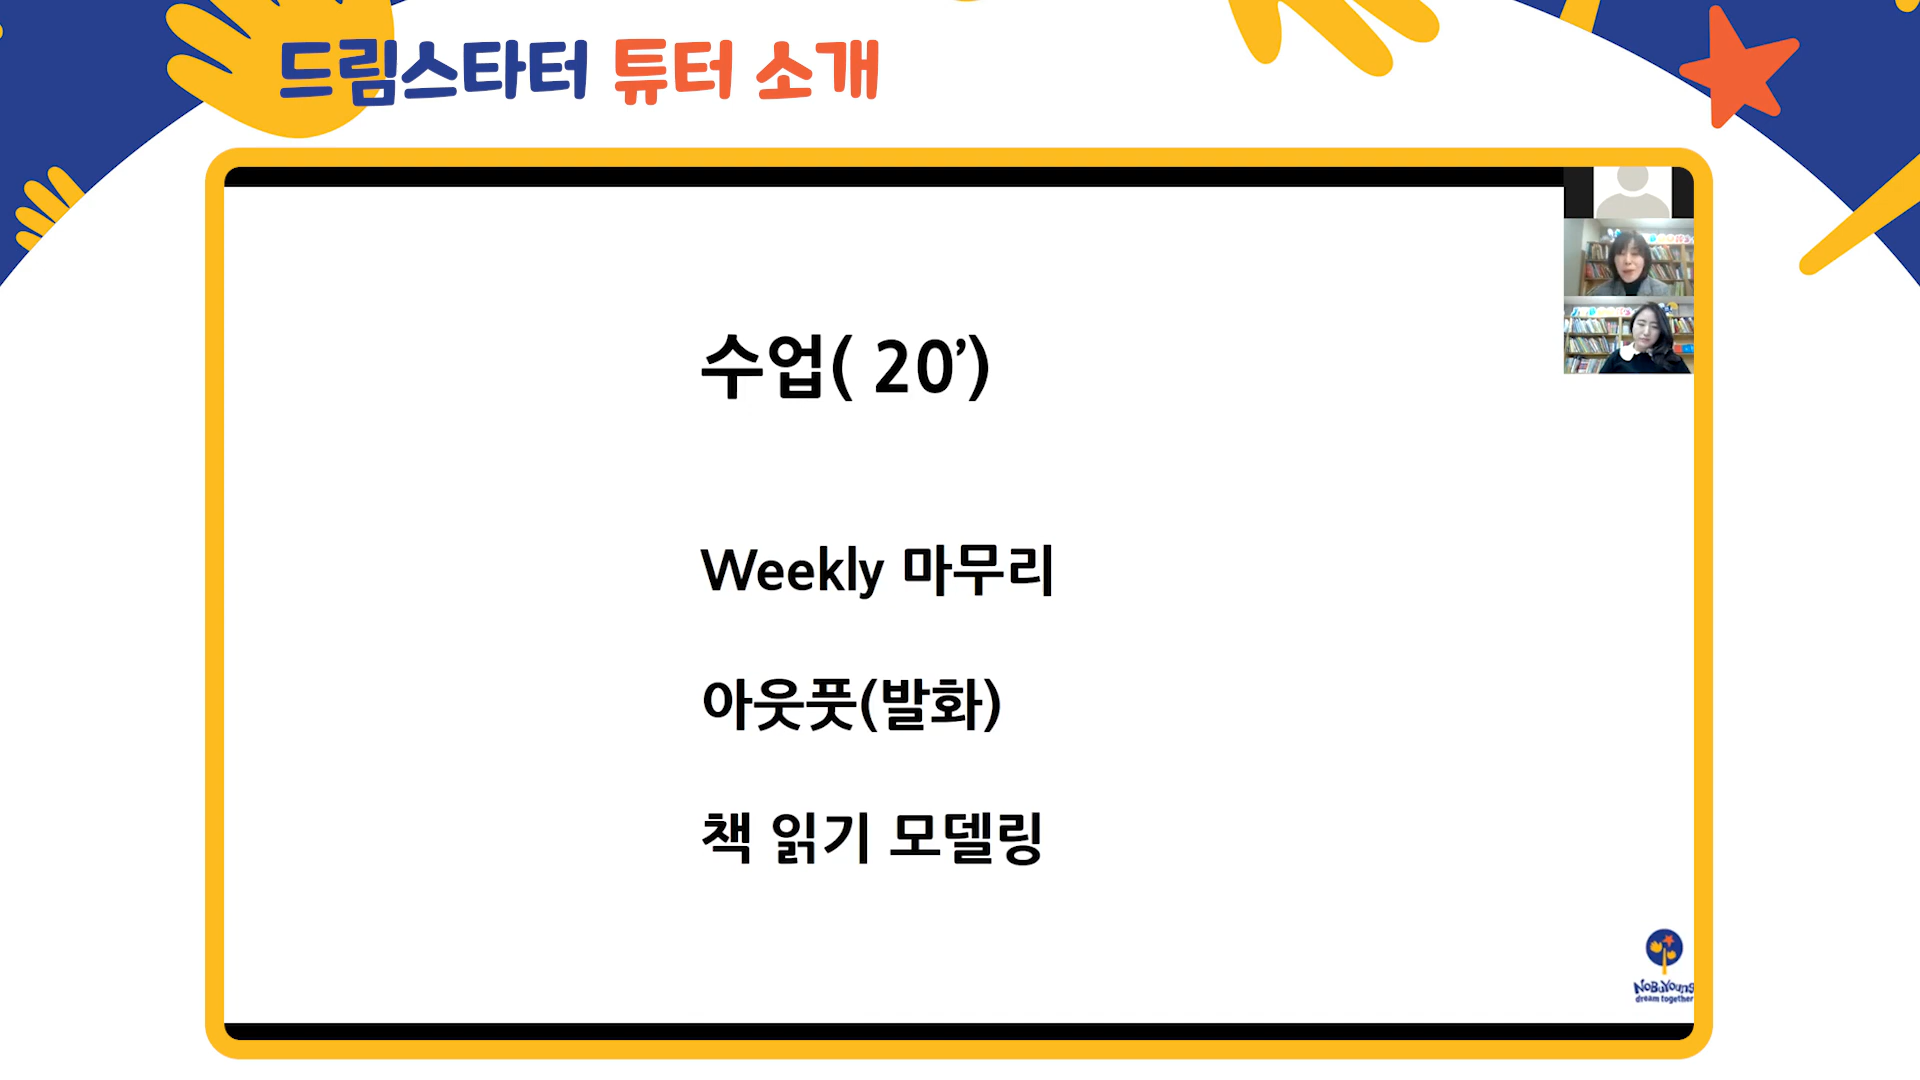 드림스타터 튜터 소개
수업( 20’)
Weekly 마무리
아웃풋(발화)
책 읽기 모델링
NoBuYoung
dream together